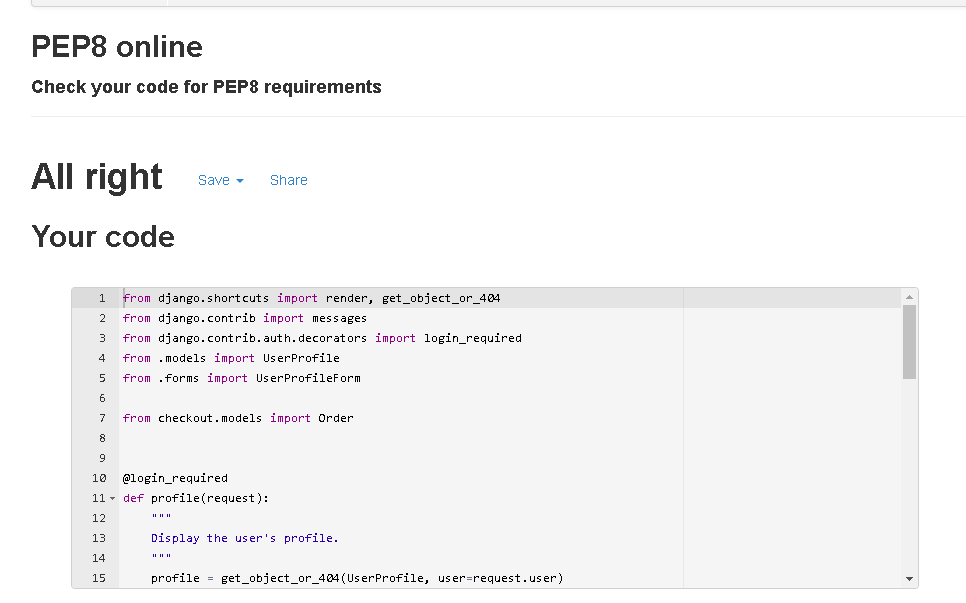 PEP8 online
Check your code for PEP8 requirements
All right Save Share
Your code
1 from django.shortcuts import render, get_object_or_404
2 from django.contrib import messages
3 from django.contrib.auth.decorators import login_required
4 from .models import UserProfile
5 from .forms import UserProfileForm
6
7 from checkout.models import Order
8
9
10 @login_required
11 def profile(request):
12 """
13 Display the user's profile.
14 """
15 profile = get_object_or_404(UserProfile, user=request.user)